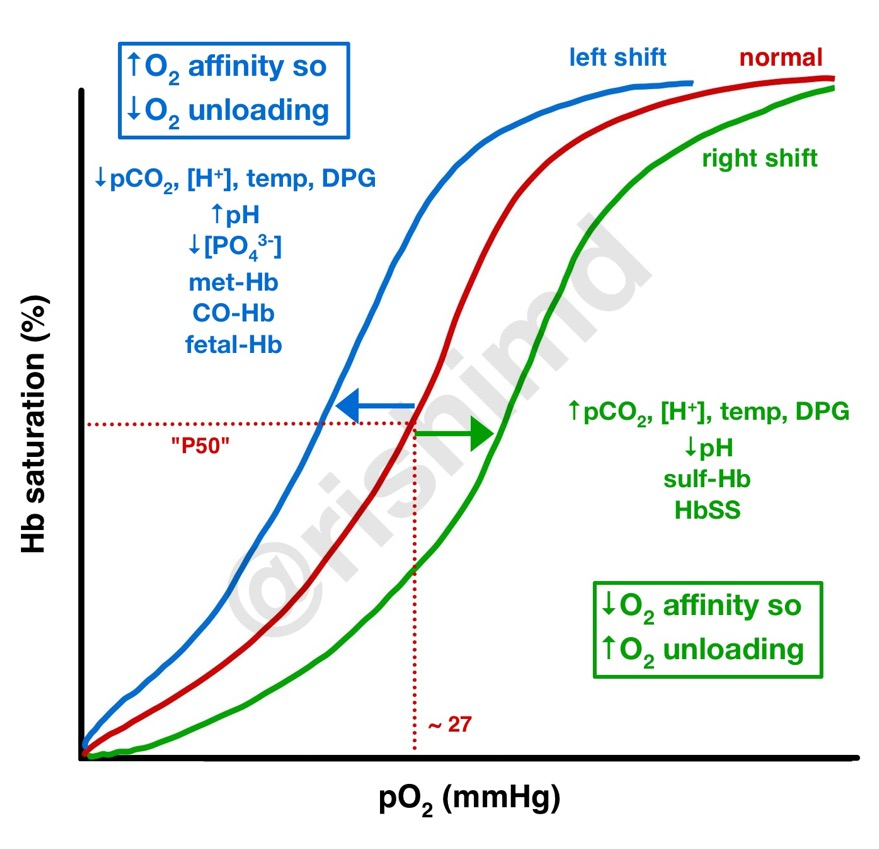 ↑O₂ affinity so
↓O₂ unloading
left shift
normal
right shift
↓pCO₂, [H⁺], temp, DPG
↑pH
↓[PO₄³⁻]
met-Hb
CO-Hb
fetal-Hb
"P50"
↑pCO₂, [H⁺], temp, DPG
↓pH
sulf-Hb
HbSS
↓O₂ affinity so
↑O₂ unloading
~ 27
Hb saturation (%)
pO₂ (mmHg)
@rishimd